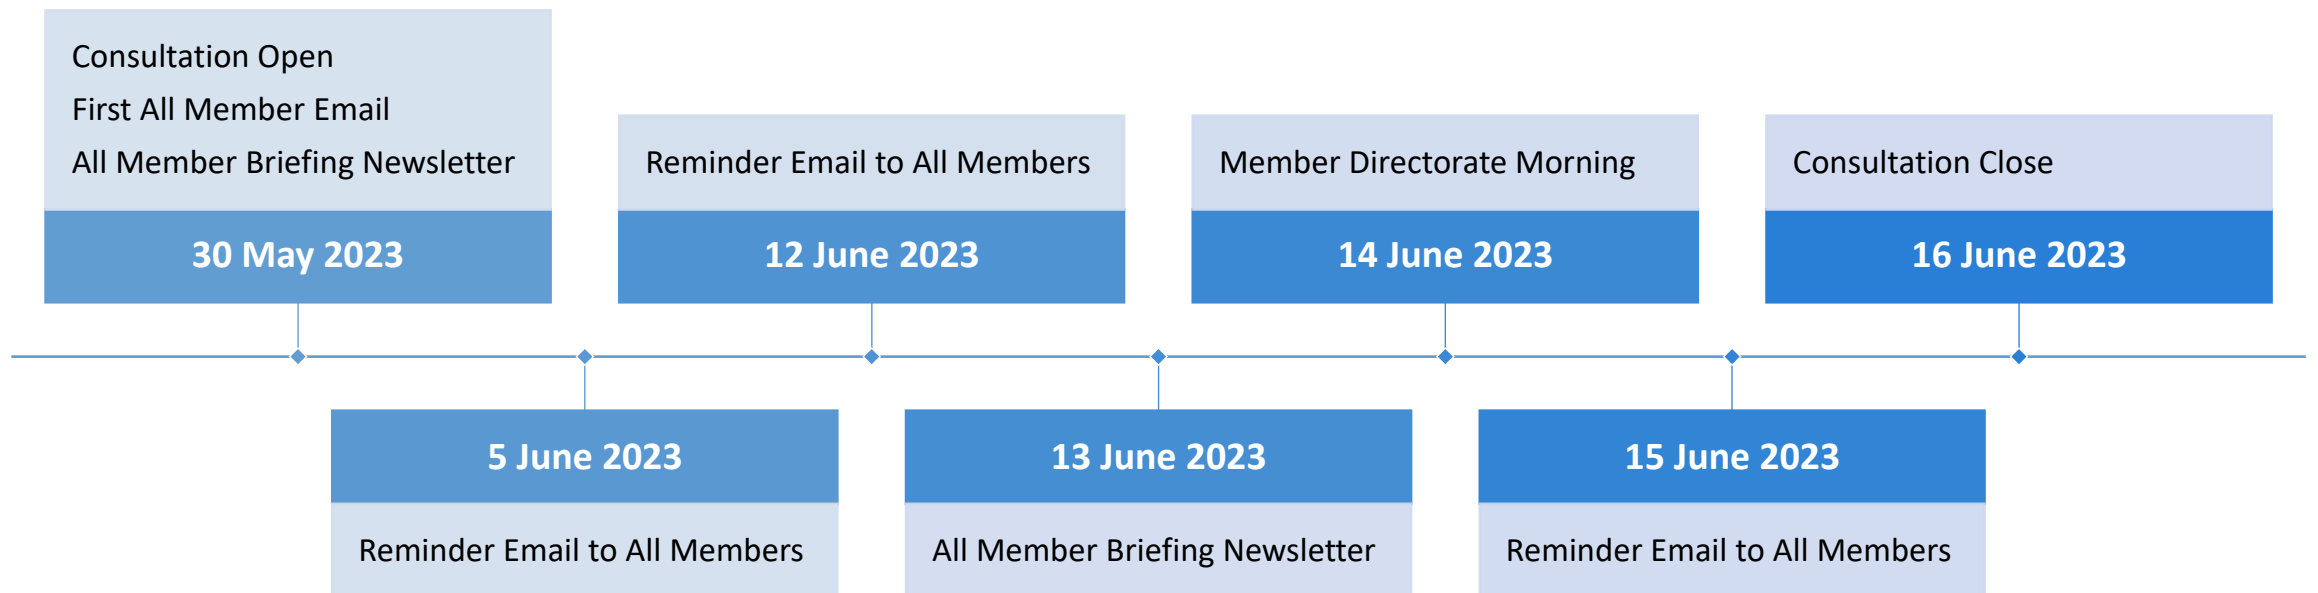 Consultation Open
First All Member Email
All Member Briefing Newsletter
30 May 2023
5 June 2023
Reminder Email to All Members
Reminder Email to All Members
12 June 2023
13 June 2023
All Member Briefing Newsletter
Member Directorate Morning
14 June 2023
15 June 2023
Reminder Email to All Members
Consultation Close
16 June 2023